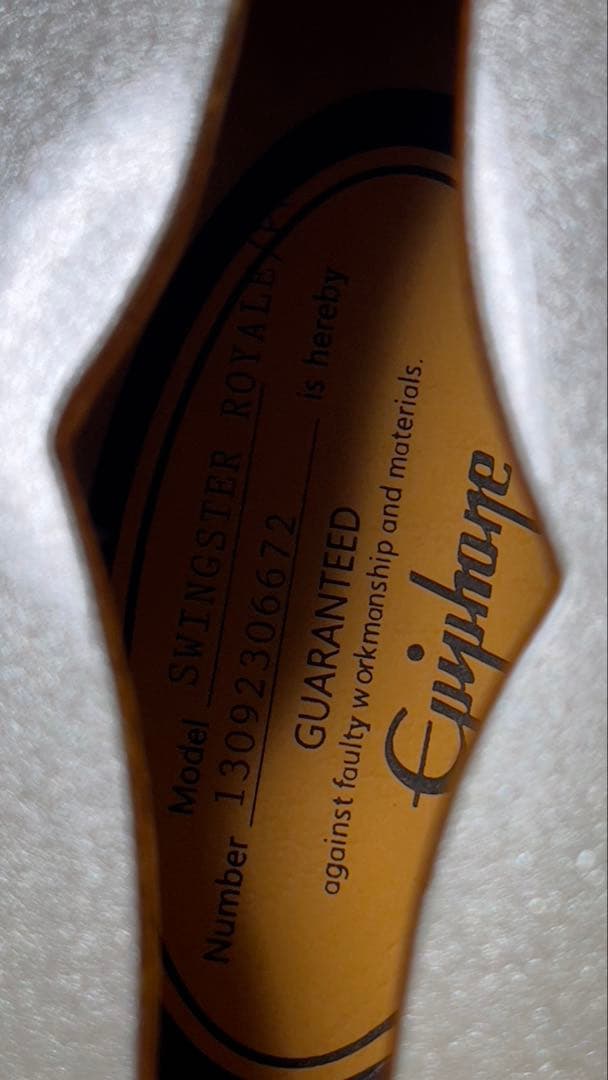 Model SWINGSTER ROYALE/P
Number 13092306672 is hereby
GUARANTEED
against faulty workmanship and materials.
Epiphone